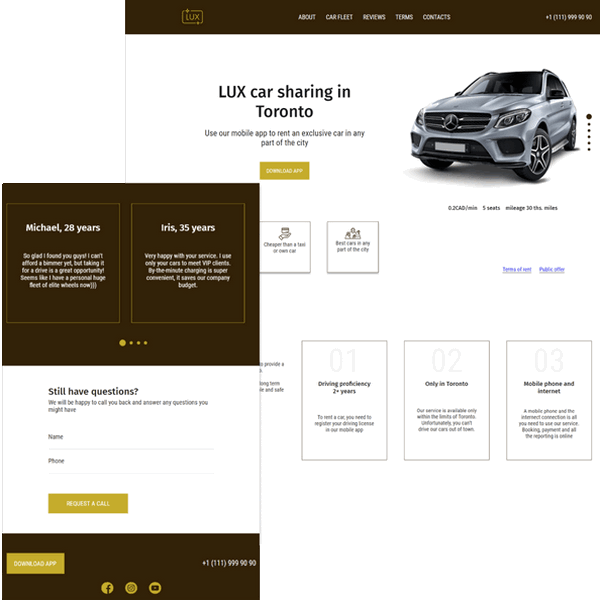 LUX
ABOUT CAR FLEET REVIEWS TERMS CONTACTS
+1 (111) 999 90 90
LUX car sharing in
Toronto
Use our mobile app to rent an exclusive car in any
part of the city
DOWNLOAD APP
0.2CAD/min 5 seats mileage 30 ths. miles
Cheaper than a taxi
or own car
Best cars in any
part of the city
Terms of rent Public offer
to provide a
long term
le and safe
01
Driving proficiency
2+ years
To rent a car, you need to
register your driving license
in our mobile app
02
Only in Toronto
Our service is available only
within the limits of Toronto.
Unfortunately, you can't
drive our cars out of town.
03
Mobile phone and
internet
A mobile phone and the
internect connection is all
you need to use our service.
Booking, payment and all
the reporting is online
Michael, 28 years
So glad I found you guys! I can't
afford a bimmer yet, but taking it
for a drive is a great opportunity!
Seems like I have a personal huge
fleet of elite wheels now)))
Iris, 35 years
Very happy with your service. I use
only your cars to meet VIP clients.
By-the-minute charging is super
convenient, it saves our company
budget.
Still have questions?
We will be happy to call you back and answer any questions you
might have
Name
Phone
REQUEST A CALL
DOWNLOAD APP
+1 (111) 999 90 90